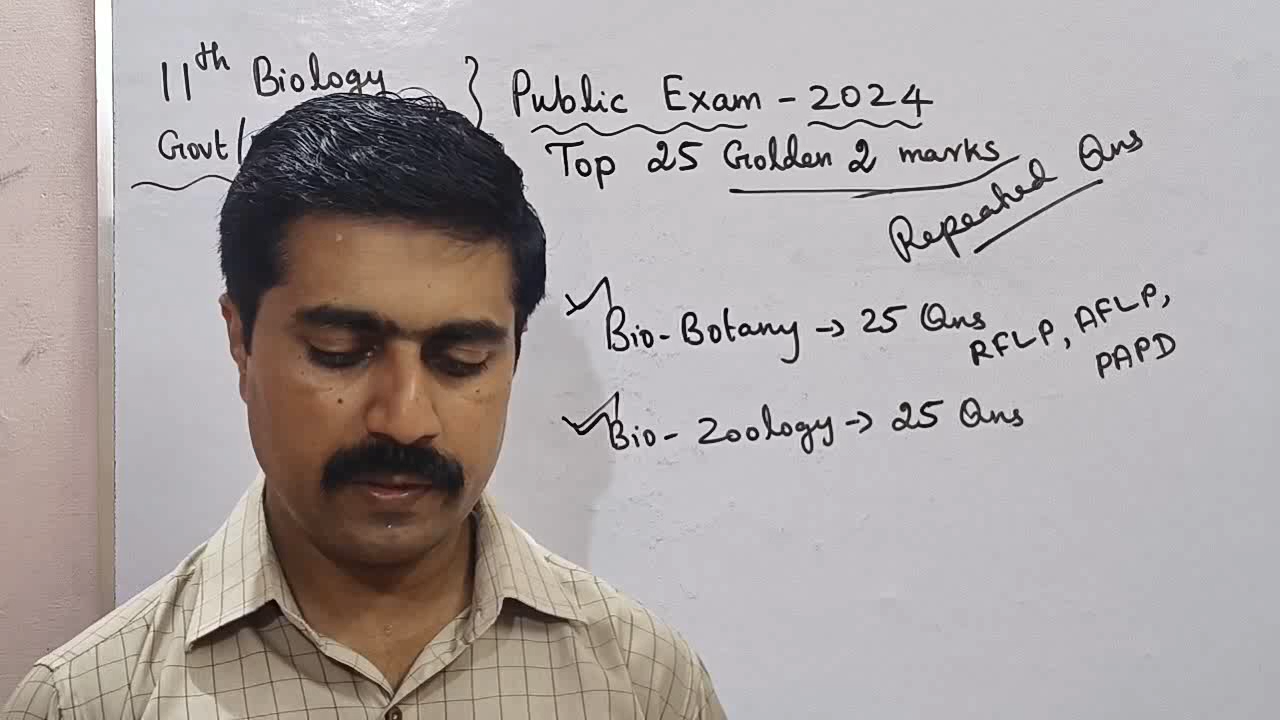 11th Biology
Govt/
Public Exam - 2024
Top 25 Golden 2 marks
Repeated Qns
Bio-Botany → 25 Qns
RFLP, AFLP,
PAPD
Bio- Zoology → 25 Qns